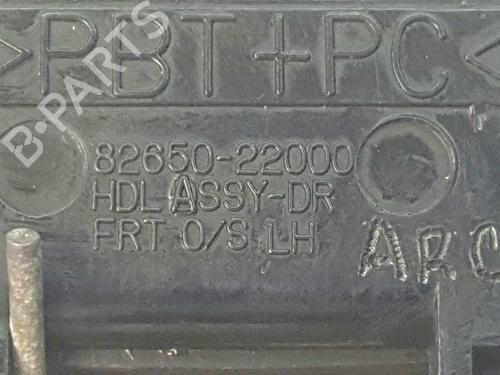 >PBT+PC<
B-PARTS
82650-22000
HDL ASSY-DR
FRT O/S LH
ARC